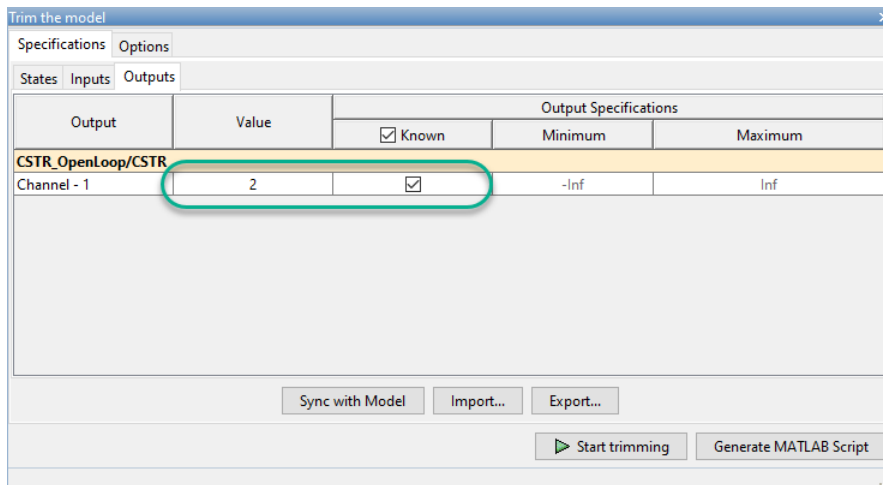 Trim the model
Specifications Options
States Inputs Outputs
Output Value Output Specifications
Known Minimum Maximum
CSTR_OpenLoop/CSTR
Channel - 1 2 -Inf Inf
Sync with Model Import... Export...
Start trimming Generate MATLAB Script